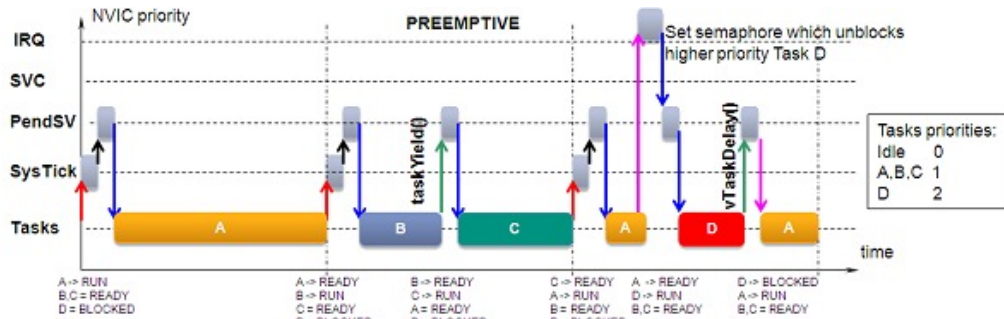 NVIC priority
PREEMPTIVE
IRQ
Set semaphore which unblocks
higher priority Task D
SVC
PendSV
taskYield()
vTaskDelay()
Tasks priorities:
Idle 0
A,B,C 1
D 2
SysTick
Tasks
A
B
C
A
D
A
time
A -> RUN
B,C = READY
D = BLOCKED
A -> READY
B -> RUN
C = READY
B -> READY
C -> RUN
A = READY
C -> READY
A -> RUN
B = READY
A -> READY
D -> RUN
B,C = READY
D -> BLOCKED
A -> RUN
B,C = READY